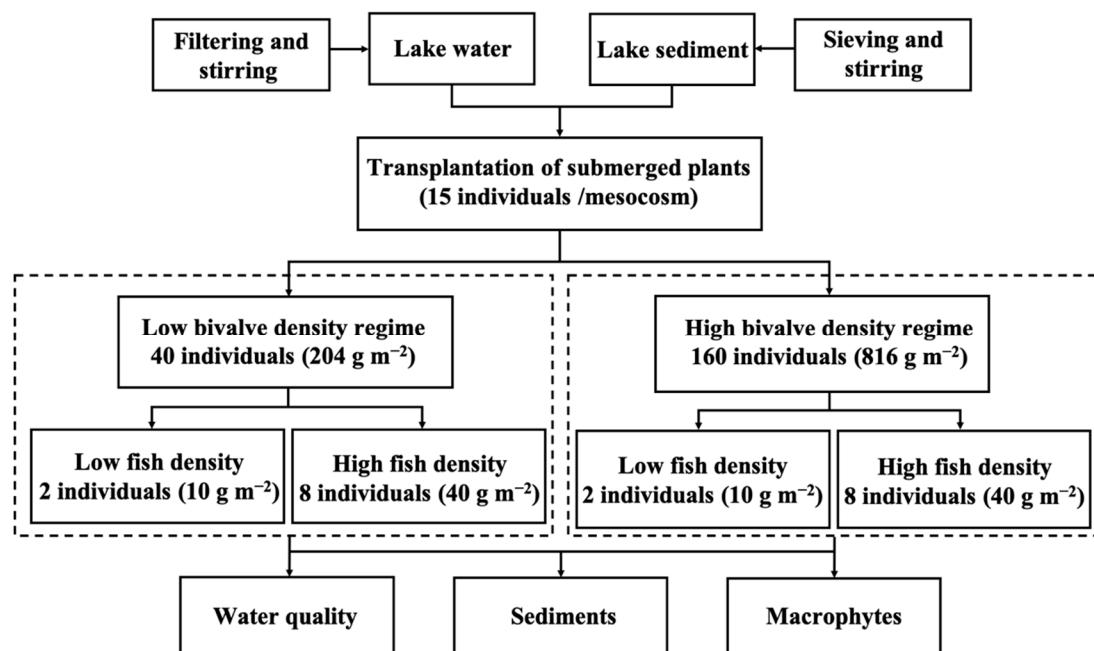 Filtering and
stirring
Lake water
Lake sediment
Sieving and
stirring
Transplantation of submerged plants
(15 individuals /mesocosm)
Low bivalve density regime
40 individuals (204 g m⁻²)
High bivalve density regime
160 individuals (816 g m⁻²)
Low fish density
2 individuals (10 g m⁻²)
High fish density
8 individuals (40 g m⁻²)
Low fish density
2 individuals (10 g m⁻²)
High fish density
8 individuals (40 g m⁻²)
Water quality
Sediments
Macrophytes